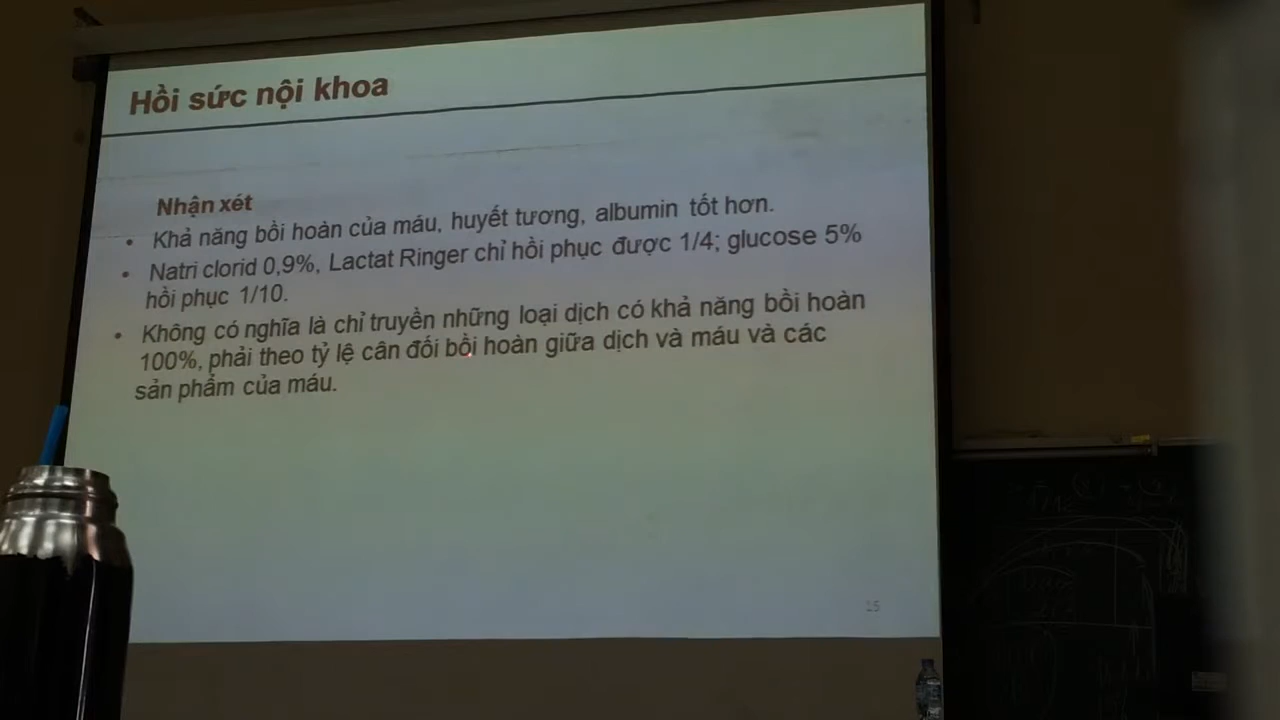 Hồi sức nội khoa
Nhận xét
• Khả năng bồi hoàn của máu, huyết tương, albumin tốt hơn.
• Natri clorid 0,9%, Lactat Ringer chỉ hồi phục được 1/4; glucose 5%
hồi phục 1/10.
• Không có nghĩa là chỉ truyền những loại dịch có khả năng bồi hoàn
100%, phải theo tỷ lệ cân đối bồi hoàn giữa dịch và máu và các
sản phẩm của máu.